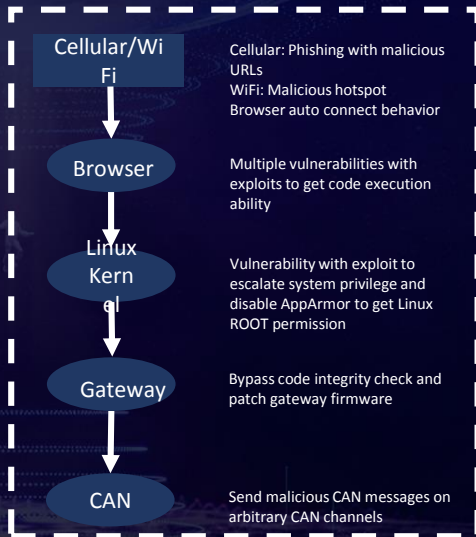 Cellular/Wi
Fi
Cellular: Phishing with malicious
URLs
WiFi: Malicious hotspot
Browser auto connect behavior
Browser
Multiple vulnerabilities with
exploits to get code execution
ability
Linux
Kern
el
Vulnerability with exploit to
escalate system privilege and
disable AppArmor to get Linux
ROOT permission
Gateway
Bypass code integrity check and
patch gateway firmware
CAN
Send malicious CAN messages on
arbitrary CAN channels